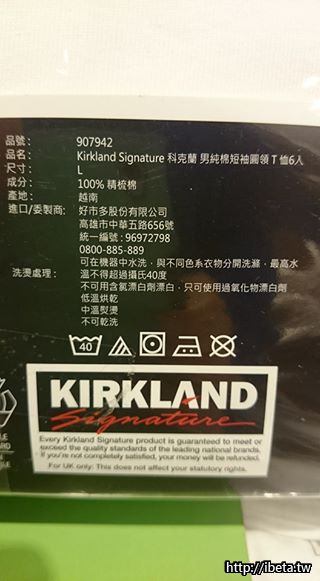 品號: 907942
品名: Kirkland Signature 科克蘭 男純棉短袖圓領 T 恤6入
尺寸: L
成分: 100% 精梳棉
產地: 越南
進口/委製商: 好市多股份有限公司
高雄市中華五路656號
統一編號:96972798
0800-885-889
洗燙處理: 可在機器中水洗，與不同色系衣物分開洗滌，最高水
溫不得超過攝氏40度
不可用含氯漂白劑漂白，只可使用過氧化物漂白劑
低溫烘乾
中溫熨燙
不可乾洗
40
KIRKLAND
Signature
Every Kirkland Signature product is guaranteed to meet or
exceed the quality standards of the leading national brands.
If you're not completely satisfied, your money will be refunded.
For UK only: This does not affect your statutory rights.
http://ibeta.tw